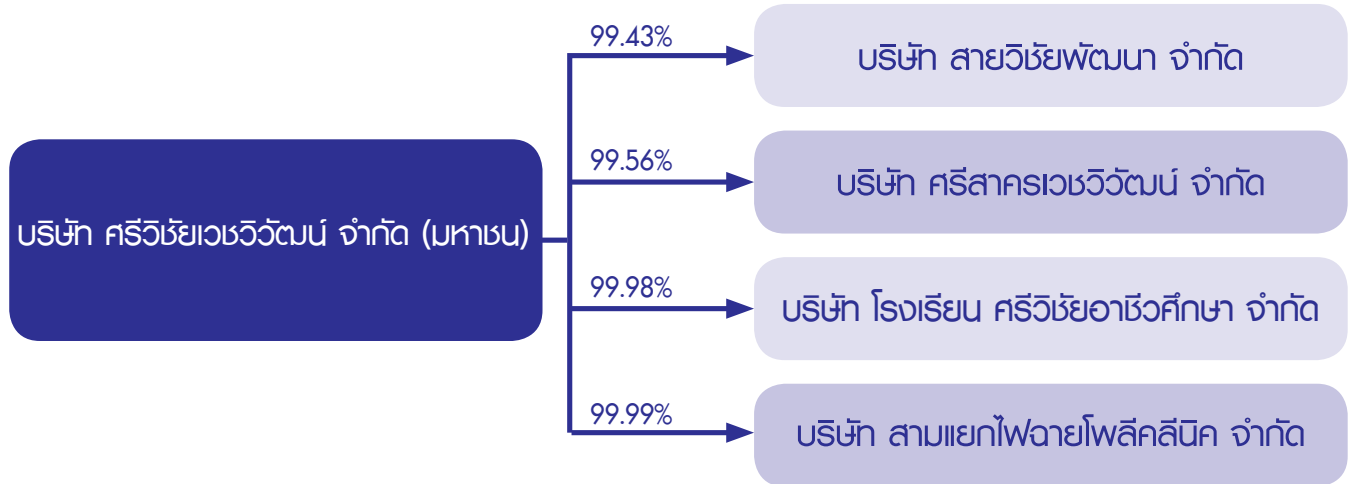 99.43%
บริษัท สายวิชัยพัฒนา จำกัด
99.56%
บริษัท ศรีสาครเวชวิวัฒน์ จำกัด
บริษัท ศรีวิชัยเวชวิวัฒน์ จำกัด (มหาชน)
99.98%
บริษัท โรงเรียน ศรีวิชัยอาชีวศึกษา จำกัด
99.99%
บริษัท สามแยกไฟฉายโพลีคลีนิค จำกัด